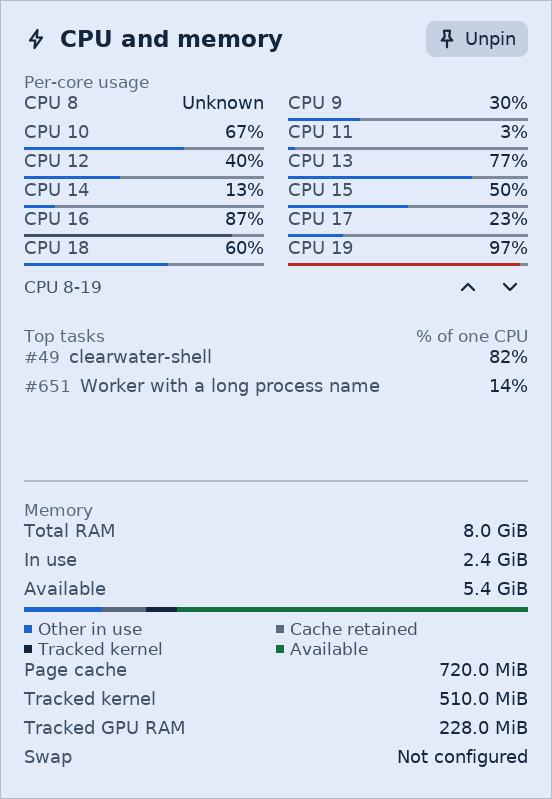 CPU and memory Unpin
Per-core usage
CPU 8 Unknown CPU 9 30%
CPU 10 67% CPU 11 3%
CPU 12 40% CPU 13 77%
CPU 14 13% CPU 15 50%
CPU 16 87% CPU 17 23%
CPU 18 60% CPU 19 97%
CPU 8-19
Top tasks % of one CPU
#49 clearwater-shell 82%
#651 Worker with a long process name 14%
Memory
Total RAM 8.0 GiB
In use 2.4 GiB
Available 5.4 GiB
Other in use Cache retained
Tracked kernel Available
Page cache 720.0 MiB
Tracked kernel 510.0 MiB
Tracked GPU RAM 228.0 MiB
Swap Not configured